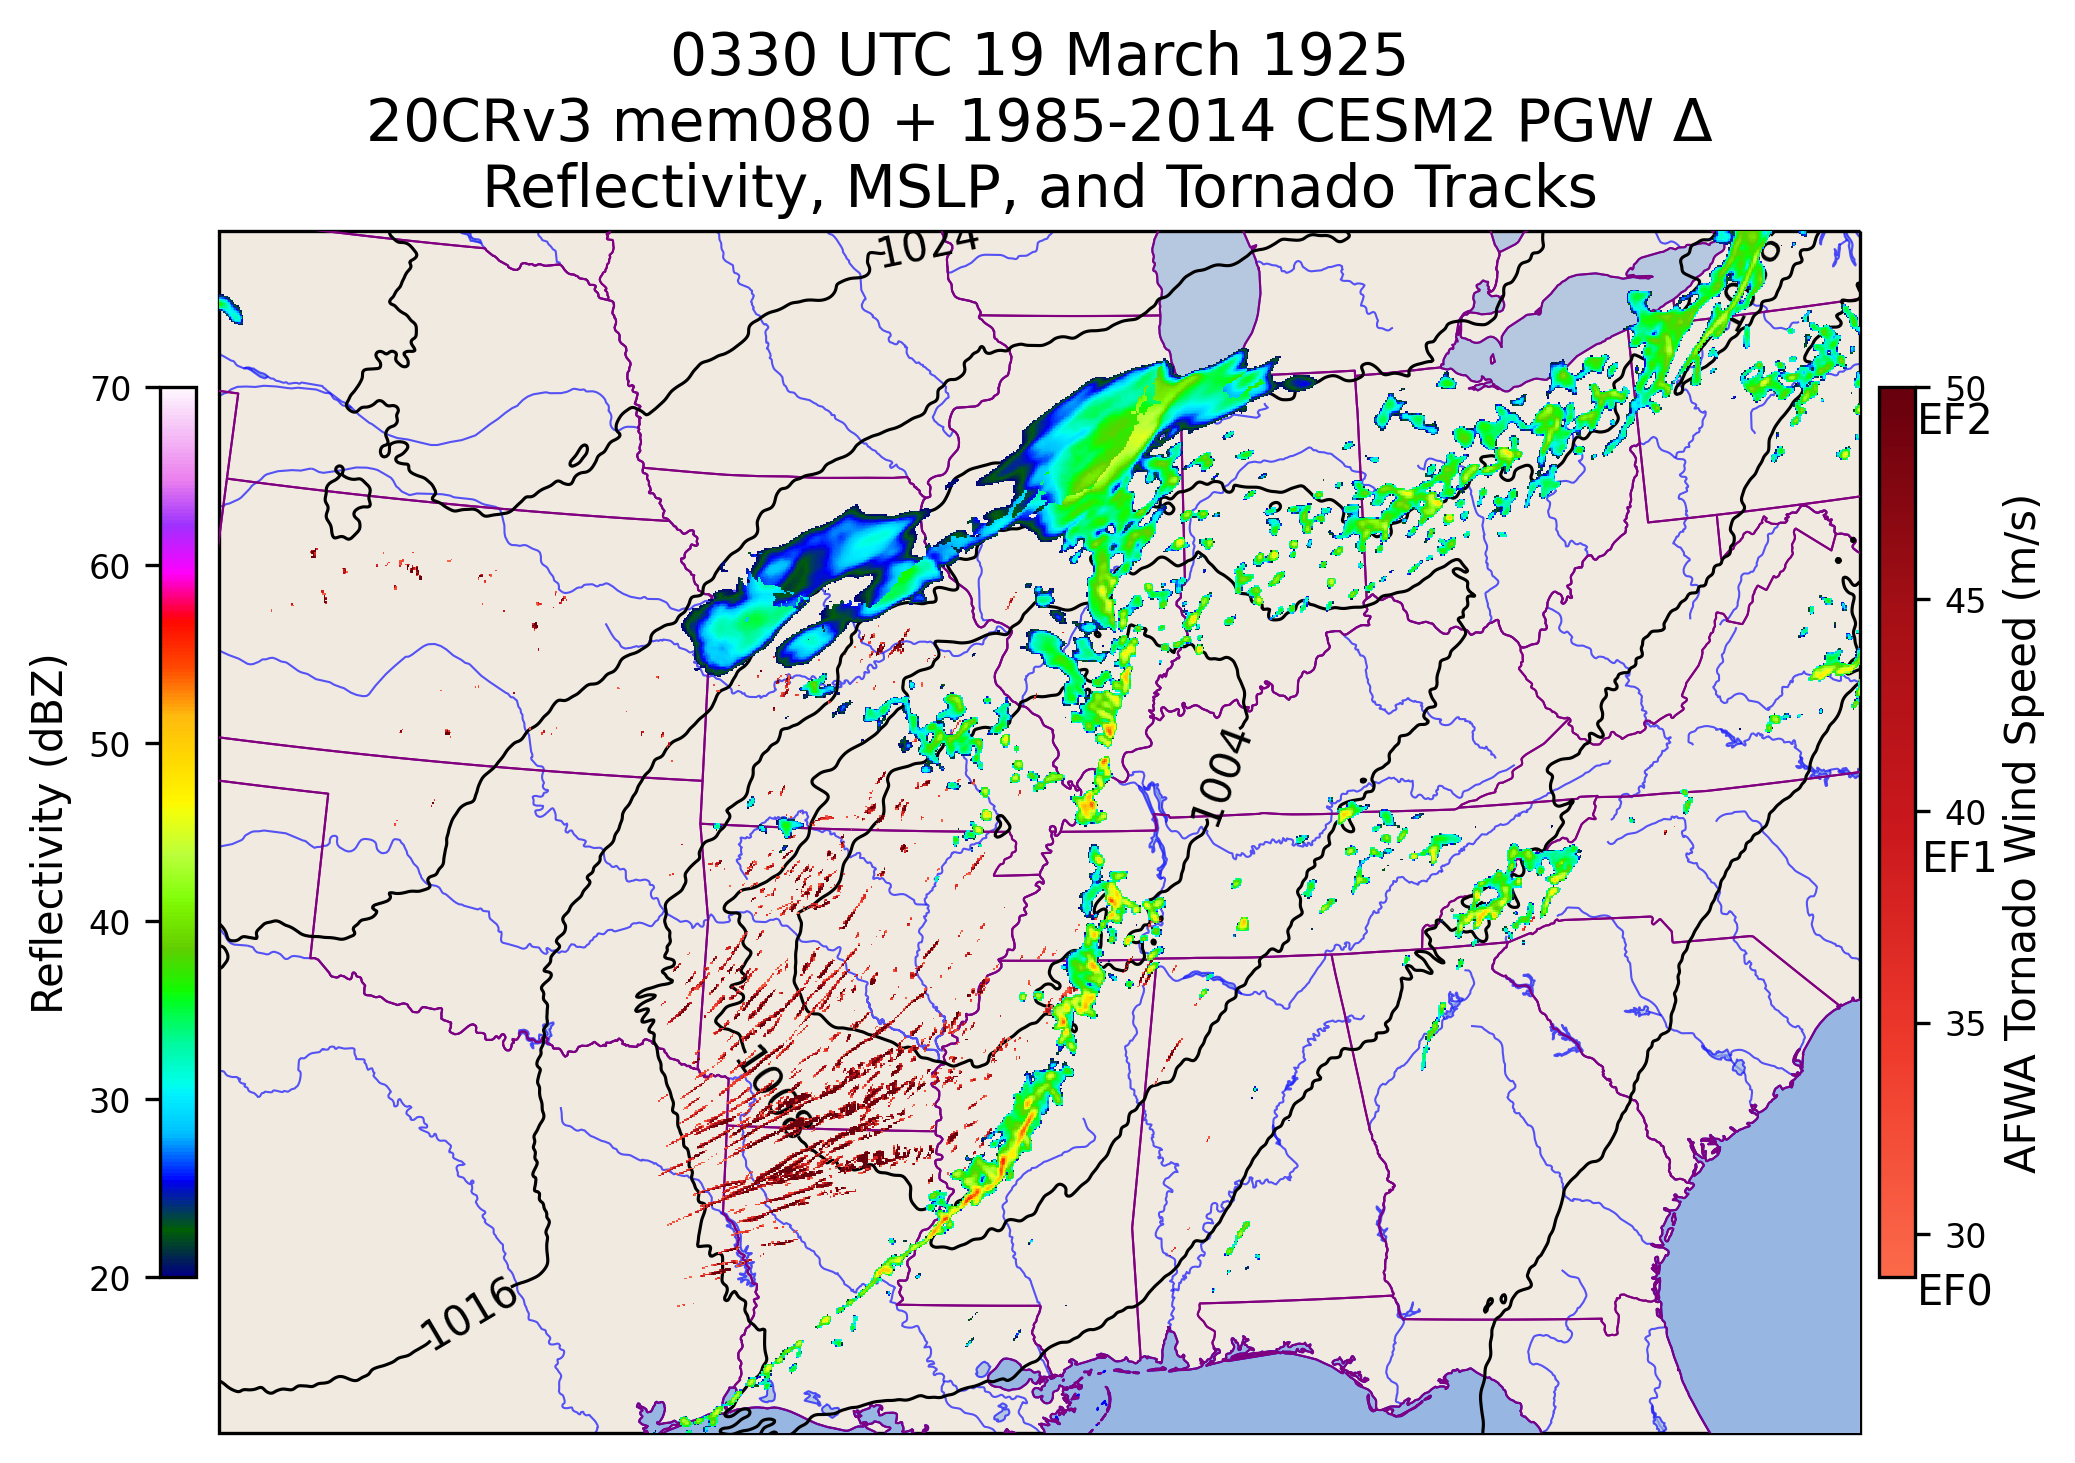 0330 UTC 19 March 1925
20CRv3 mem080 + 1985-2014 CESM2 PGW Δ
Reflectivity, MSLP, and Tornado Tracks
1024
1004
1008
1016
70
60
50
40
30
20
Reflectivity (dBZ)
50
EF2
45
40
EF1
35
30
EF0
AFWA Tornado Wind Speed (m/s)